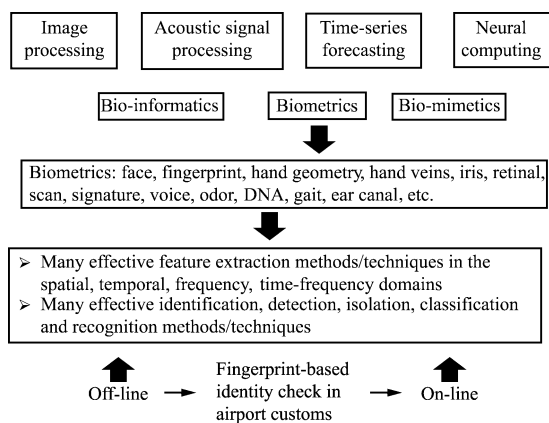 Image
processing
Acoustic signal
processing
Time-series
forecasting
Neural
computing
Bio-informatics
Biometrics
Bio-mimetics
Biometrics: face, fingerprint, hand geometry, hand veins, iris, retinal,
scan, signature, voice, odor, DNA, gait, ear canal, etc.
➢ Many effective feature extraction methods/techniques in the
spatial, temporal, frequency, time-frequency domains
➢ Many effective identification, detection, isolation, classification
and recognition methods/techniques
Off-line
Fingerprint-based
identity check in
airport customs
On-line